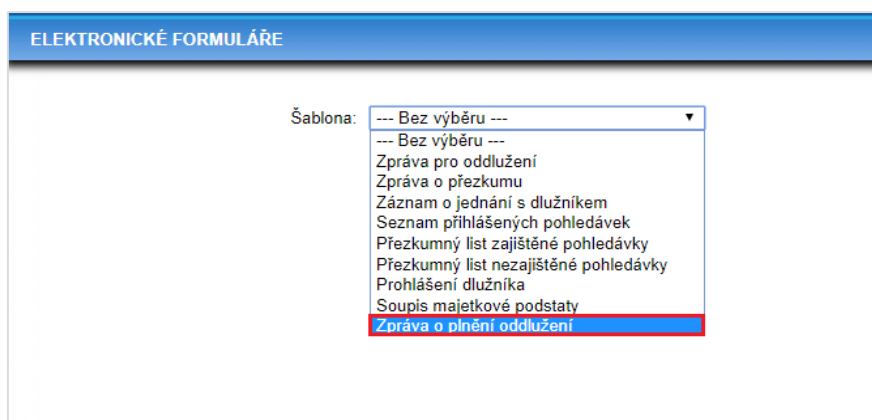 ELEKTRONICKÉ FORMULÁŘE
Šablona: --- Bez výběru ---
--- Bez výběru ---
Zpráva pro oddlužení
Zpráva o přezkumu
Záznam o jednání s dlužníkem
Seznam přihlášených pohledávek
Přezkumný list zajištěné pohledávky
Přezkumný list nezajištěné pohledávky
Prohlášení dlužníka
Soupis majetkové podstaty
Zpráva o plnění oddlužení